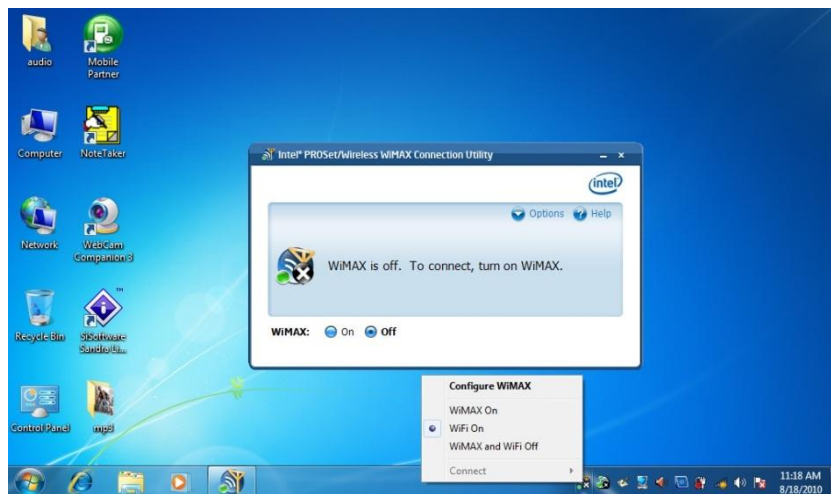 audio
Mobile
Partner
Computer
NoteTaker
Network
WebCam
Companion 3
Recycle Bin
SiSoftware
Sandra Li...
Control Panel
mp3
Intel® PROSet/Wireless WiMAX Connection Utility
intel
Options
Help
WiMAX is off. To connect, turn on WiMAX.
WiMAX: On Off
Configure WiMAX
WiMAX On
WiFi On
WiMAX and WiFi Off
Connect
11:18 AM
8/18/2010